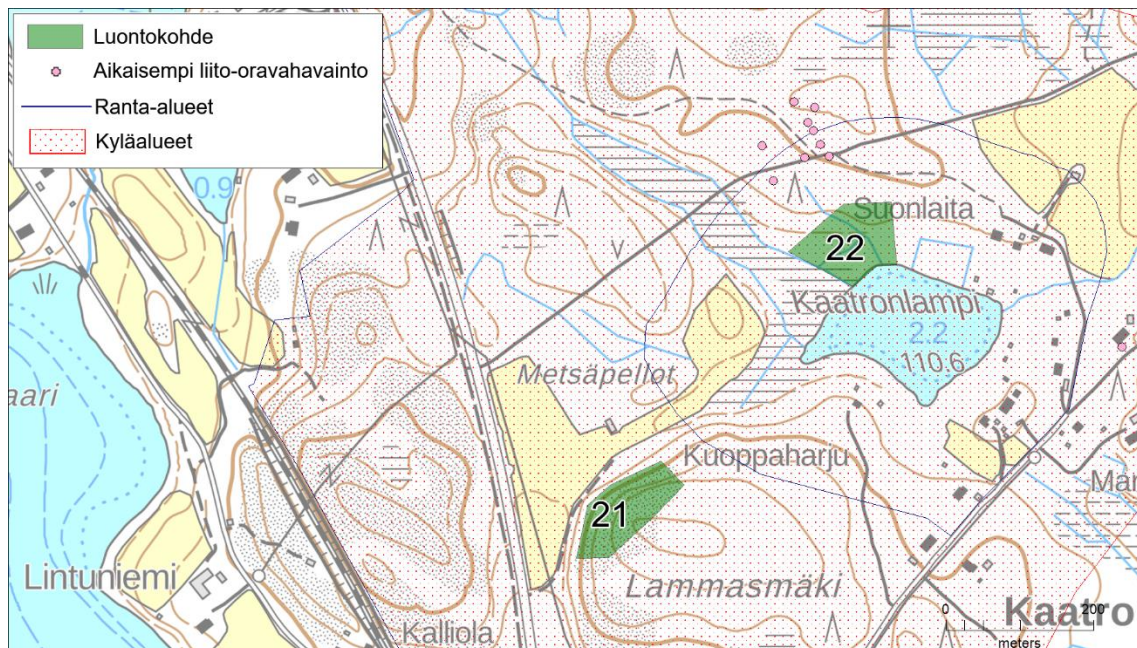 Luontokohde
Aikaisempi liito-oravahavainto
Ranta-alueet
Kyläalueet
0.9
Suonlaita
22
Kaatronlampi
2.2
110.6
Metsäpellot
aari
Kuoppaharju
21
Mar
Lintuniemi
Lammasmäki
0 200
Kaatro
Kalliola
meters